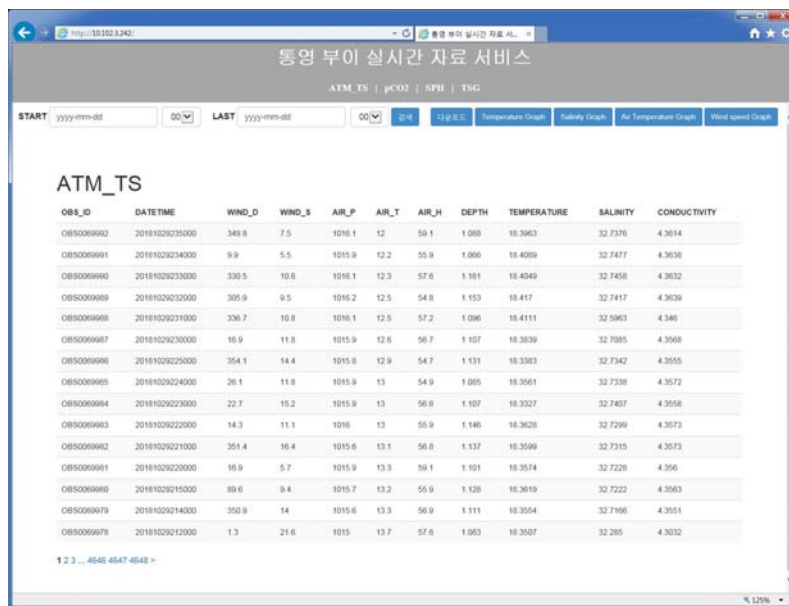 http://10.102.3.242/
통영 부이 실시간 자료 서...
통영 부이 실시간 자료 서비스
ATM_TS | pCO2 | SPH | TSG
START yyyy-mm-dd 00 LAST yyyy-mm-dd 00 검색 다운로드 Temperature Graph Salinity Graph Air Temperature Graph Wind speed Graph
ATM_TS
OBS_ID DATETIME WIND_D WIND_S AIR_P AIR_T AIR_H DEPTH TEMPERATURE SALINITY CONDUCTIVITY
OBS0069992 20181029235000 349.8 7.5 1016.1 12 59.1 1.088 18.3963 32.7376 4.3614
OBS0069991 20181029234000 9.9 5.5 1015.9 12.2 55.9 1.066 18.4089 32.7477 4.3638
OBS0069990 20181029233000 330.5 10.6 1016.1 12.3 57.6 1.161 18.4049 32.7458 4.3632
OBS0069989 20181029232000 305.9 9.5 1016.2 12.5 54.8 1.153 18.417 32.7417 4.3639
OBS0069988 20181029231000 336.7 10.8 1016.1 12.5 57.2 1.096 18.4111 32.5963 4.346
OBS0069987 20181029230000 16.9 11.8 1015.9 12.6 56.7 1.107 18.3839 32.7085 4.3568
OBS0069986 20181029225000 354.1 14.4 1015.8 12.9 54.7 1.131 18.3383 32.7342 4.3555
OBS0069985 20181029224000 26.1 11.8 1015.9 13 54.9 1.085 18.3561 32.7338 4.3572
OBS0069984 20181029223000 22.7 15.2 1015.9 13 56.6 1.107 18.3327 32.7407 4.3558
OBS0069983 20181029222000 14.3 11.1 1016 13 55.9 1.146 18.3628 32.7299 4.3573
OBS0069982 20181029221000 351.4 16.4 1015.6 13.1 56.8 1.137 18.3599 32.7315 4.3573
OBS0069981 20181029220000 16.9 5.7 1015.9 13.3 59.1 1.101 18.3574 32.7228 4.356
OBS0069980 20181029215000 89.6 9.4 1015.7 13.2 55.9 1.128 18.3619 32.7222 4.3563
OBS0069979 20181029214000 350.9 14 1015.6 13.3 56.9 1.111 18.3554 32.7166 4.3551
OBS0069978 20181029212000 1.3 21.6 1015 13.7 57.6 1.083 18.3507 32.285 4.3032
1 2 3 ... 4646 4647 4648 >
125%